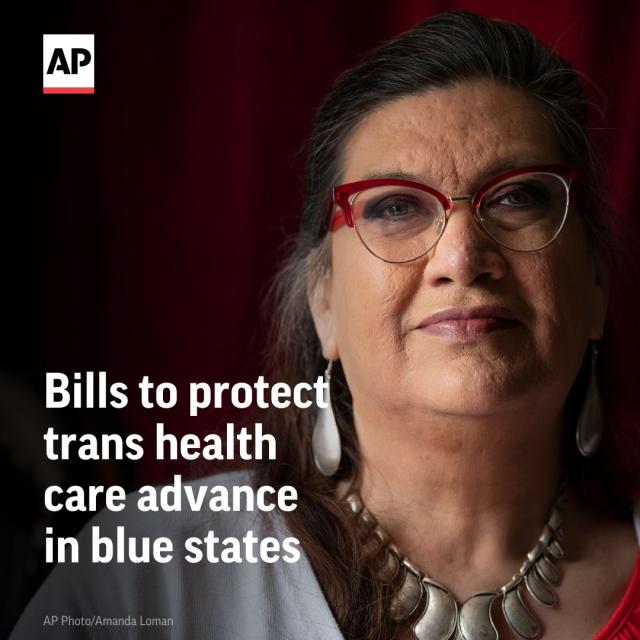 AP
Bills to protect
trans health
care advance
in blue states
AP Photo/Amanda Loman